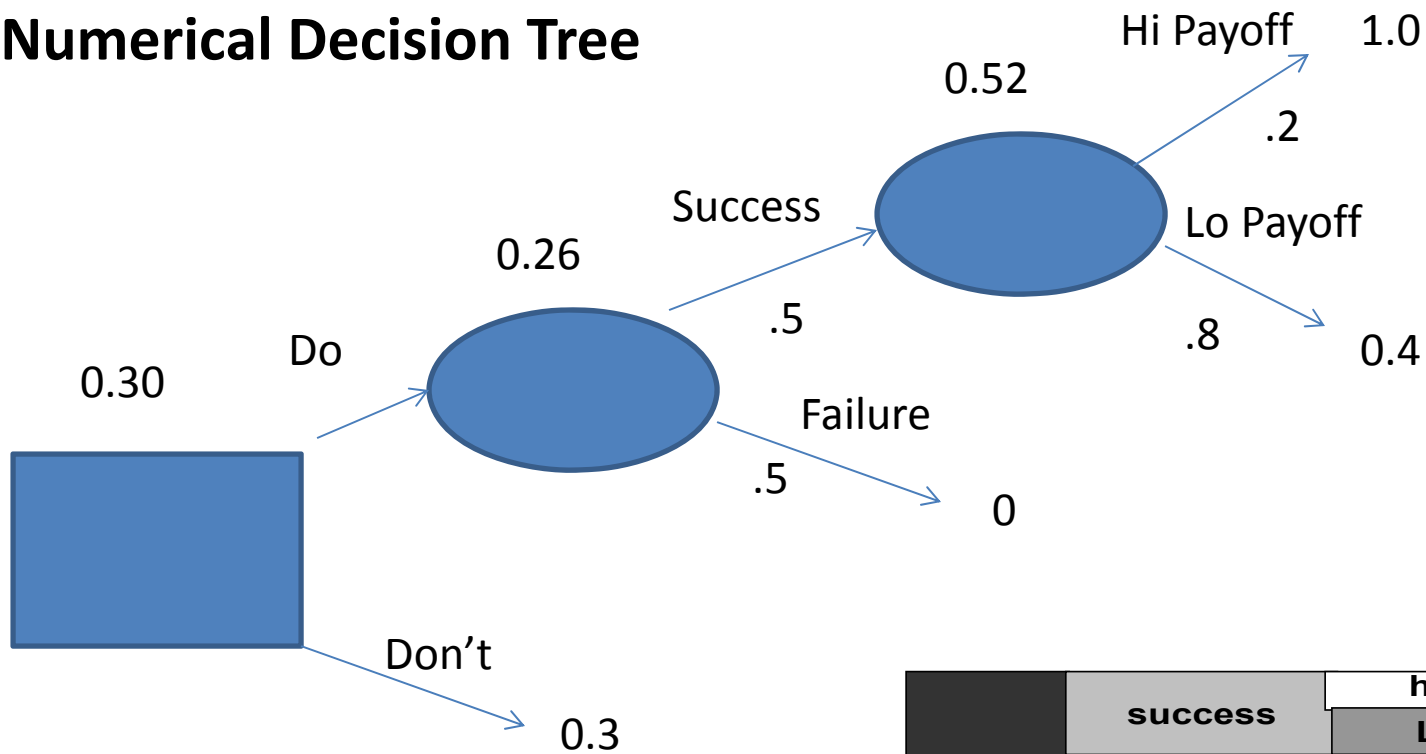 Numerical Decision Tree
Hi Payoff 1.0
0.52
.2
Success
Lo Payoff
0.26
.5
.8
0.4
Do
0.30
Failure
.5
0
Don't
0.3
success